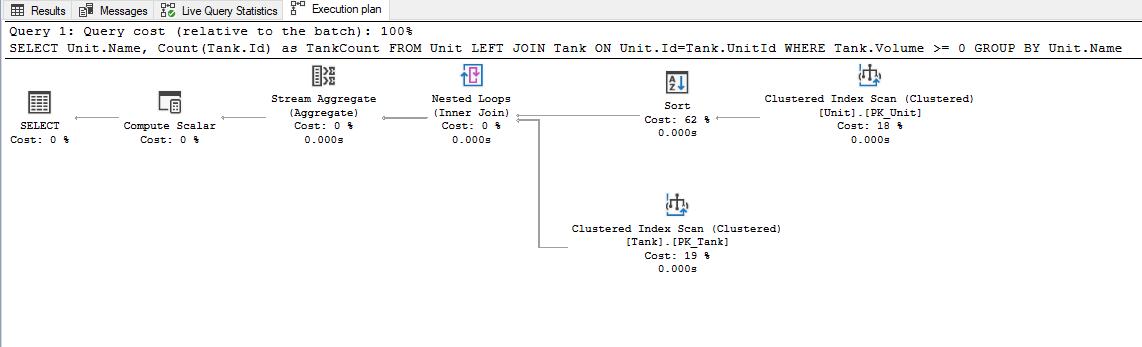 Results Messages Live Query Statistics Execution plan
Query 1: Query cost (relative to the batch): 100%
SELECT Unit.Name, Count(Tank.Id) as TankCount FROM Unit LEFT JOIN Tank ON Unit.Id=Tank.UnitId WHERE Tank.Volume >= 0 GROUP BY Unit.Name
SELECT
Cost: 0 %
Compute Scalar
Cost: 0 %
Stream Aggregate
(Aggregate)
Cost: 0 %
0.000s
Nested Loops
(Inner Join)
Cost: 0 %
0.000s
Sort
Cost: 62 %
0.000s
Clustered Index Scan (Clustered)
[Unit].[PK_Unit]
Cost: 18 %
0.000s
Clustered Index Scan (Clustered)
[Tank].[PK_Tank]
Cost: 19 %
0.000s